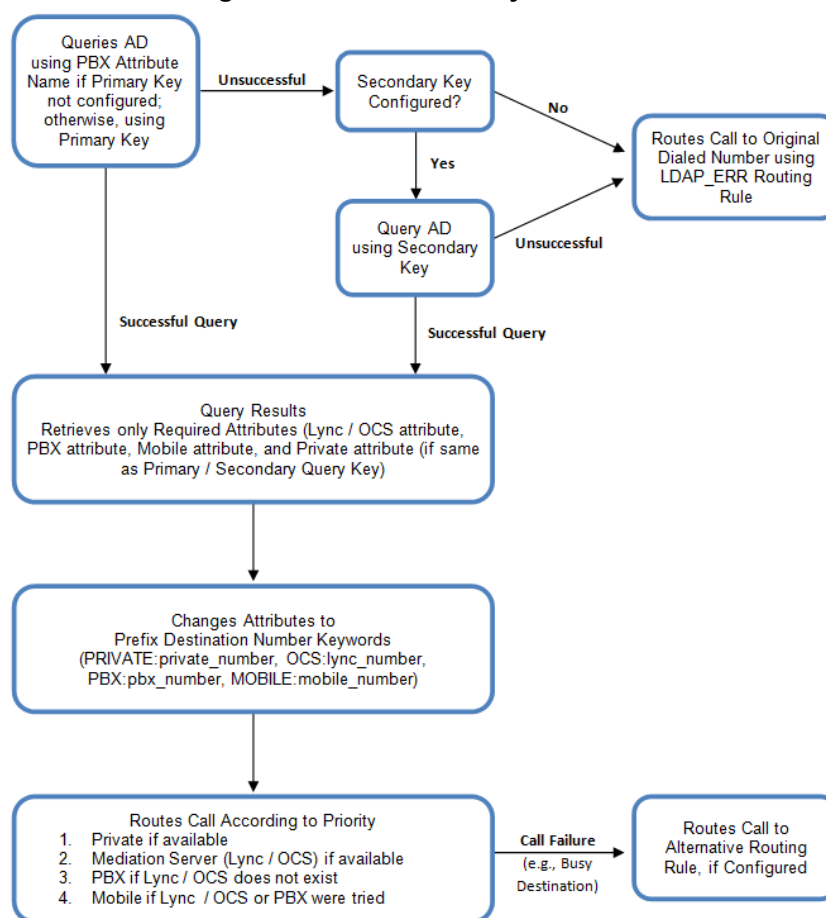 Queries AD
using PBX Attribute
Name if Primary Key
not configured;
otherwise, using
Primary Key
Unsuccessful
Secondary Key
Configured?
No
Routes Call to Original
Dialed Number using
LDAP_ERR Routing
Rule
Yes
Query AD
using Secondary
Key
Unsuccessful
Successful Query
Successful Query
Query Results
Retrieves only Required Attributes (Lync / OCS attribute,
PBX attribute, Mobile attribute, and Private attribute (if same
as Primary / Secondary Query Key)
Changes Attributes to
Prefix Destination Number Keywords
(PRIVATE:private_number, OCS:lync_number,
PBX:pbx_number, MOBILE:mobile_number)
Routes Call According to Priority
1. Private if available
2. Mediation Server (Lync / OCS) if available
3. PBX if Lync / OCS does not exist
4. Mobile if Lync / OCS or PBX were tried
Call Failure
(e.g., Busy
Destination)
Routes Call to
Alternative Routing
Rule, if Configured